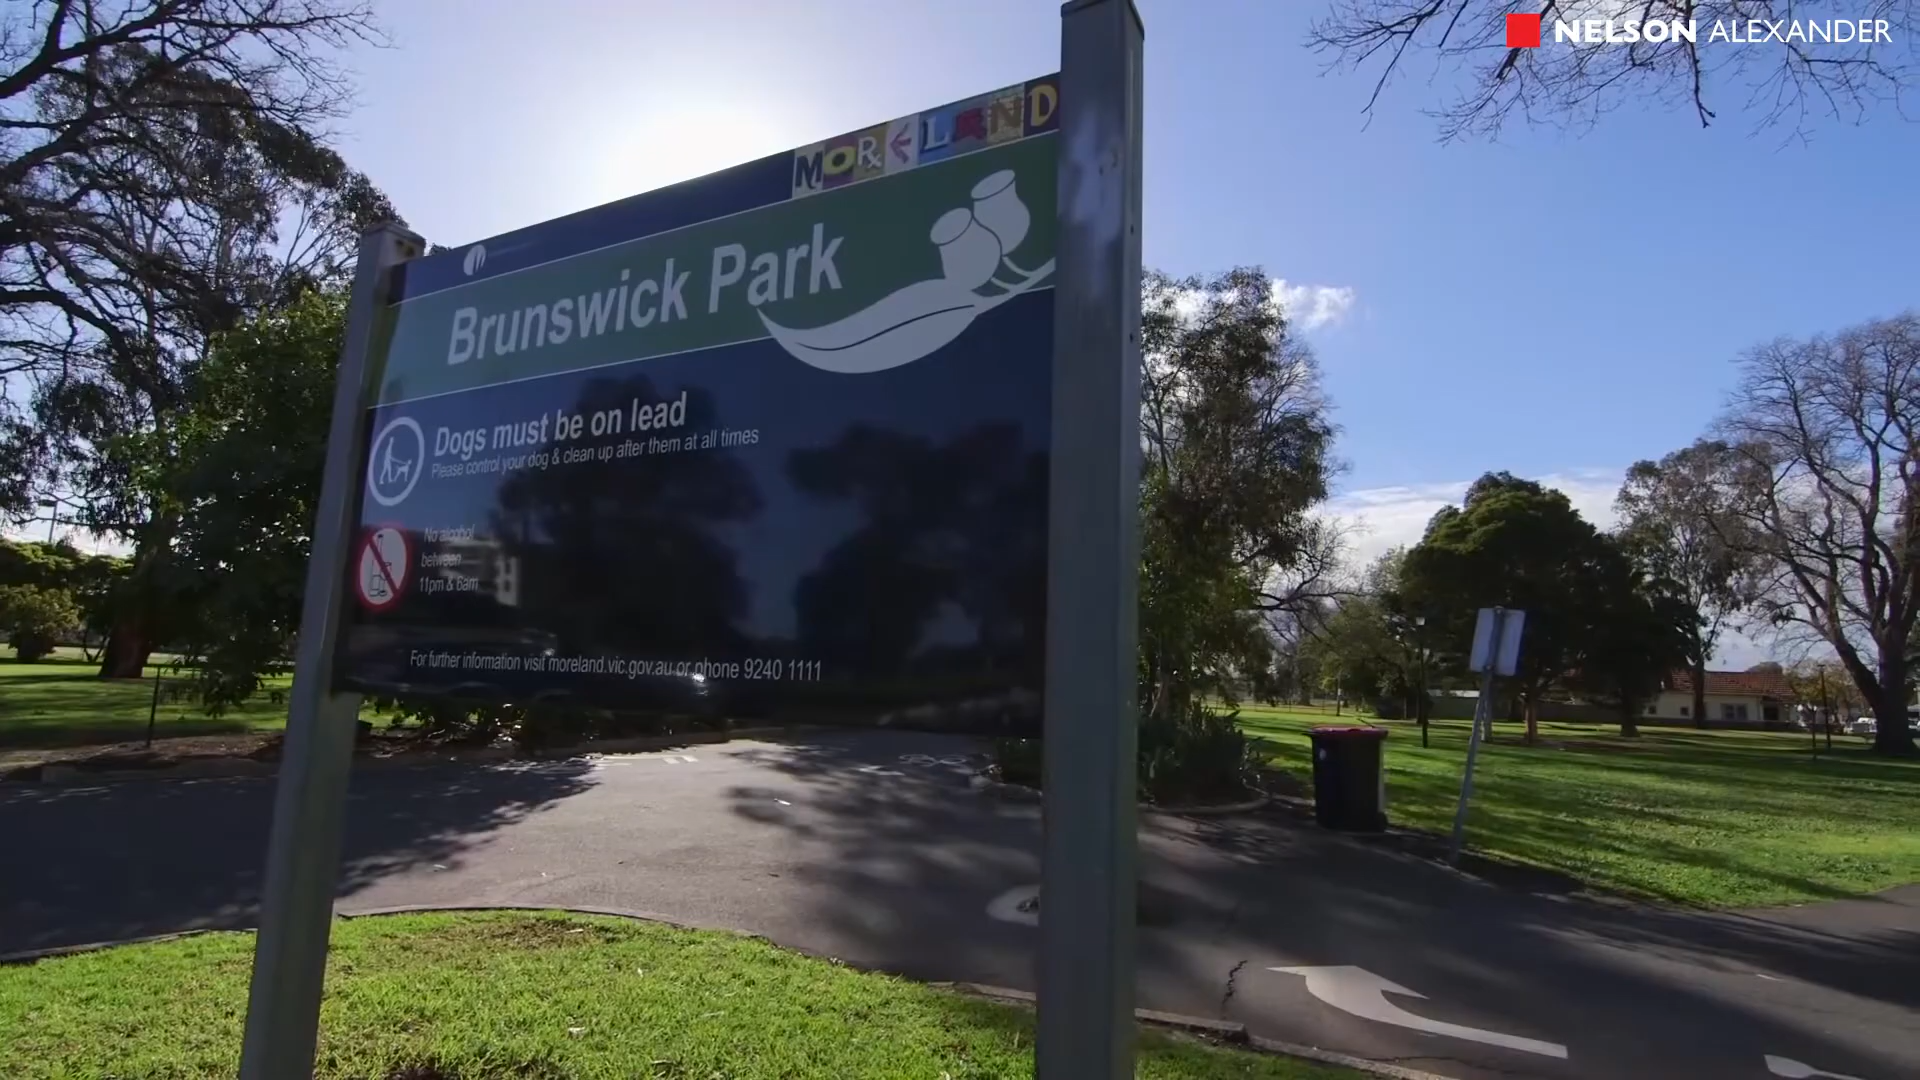 NELSON ALEXANDER
MORELAND
Brunswick Park
Dogs must be on lead
Please control your dog & clean up after them at all times
No alcohol
between
11pm & 6am
For further information visit moreland.vic.gov.au or phone 9240 1111